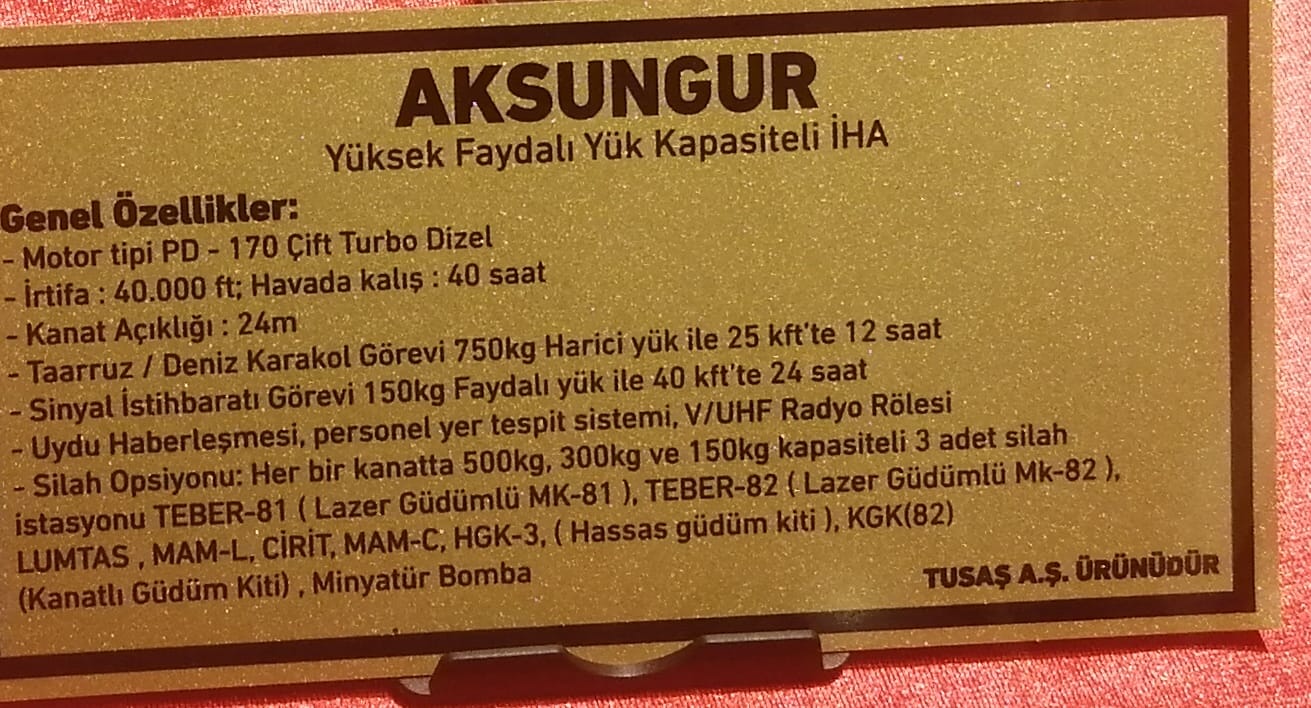 AKSUNGUR
Yüksek Faydalı Yük Kapasiteli İHA
Genel Özellikler:
- Motor tipi PD - 170 Çift Turbo Dizel
- İrtifa : 40.000 ft; Havada kalış : 40 saat
- Kanat Açıklığı : 24m
- Taarruz / Deniz Karakol Görevi 750kg Harici yük ile 25 kft'te 12 saat
- Sinyal İstihbaratı Görevi 150kg Faydalı yük ile 40 kft'te 24 saat
- Uydu Haberleşmesi, personel yer tespit sistemi, V/UHF Radyo Rölesi
- Silah Opsiyonu: Her bir kanatta 500kg, 300kg ve 150kg kapasiteli 3 adet silah
istasyonu TEBER-81 ( Lazer Güdümlü MK-81 ), TEBER-82 ( Lazer Güdümlü Mk-82 ),
LUMTAS , MAM-L, CİRİT, MAM-C, HGK-3, ( Hassas güdüm kiti ), KGK(82)
(Kanatlı Güdüm Kiti) , Minyatür Bomba
TUSAŞ A.Ş. ÜRÜNÜDÜR